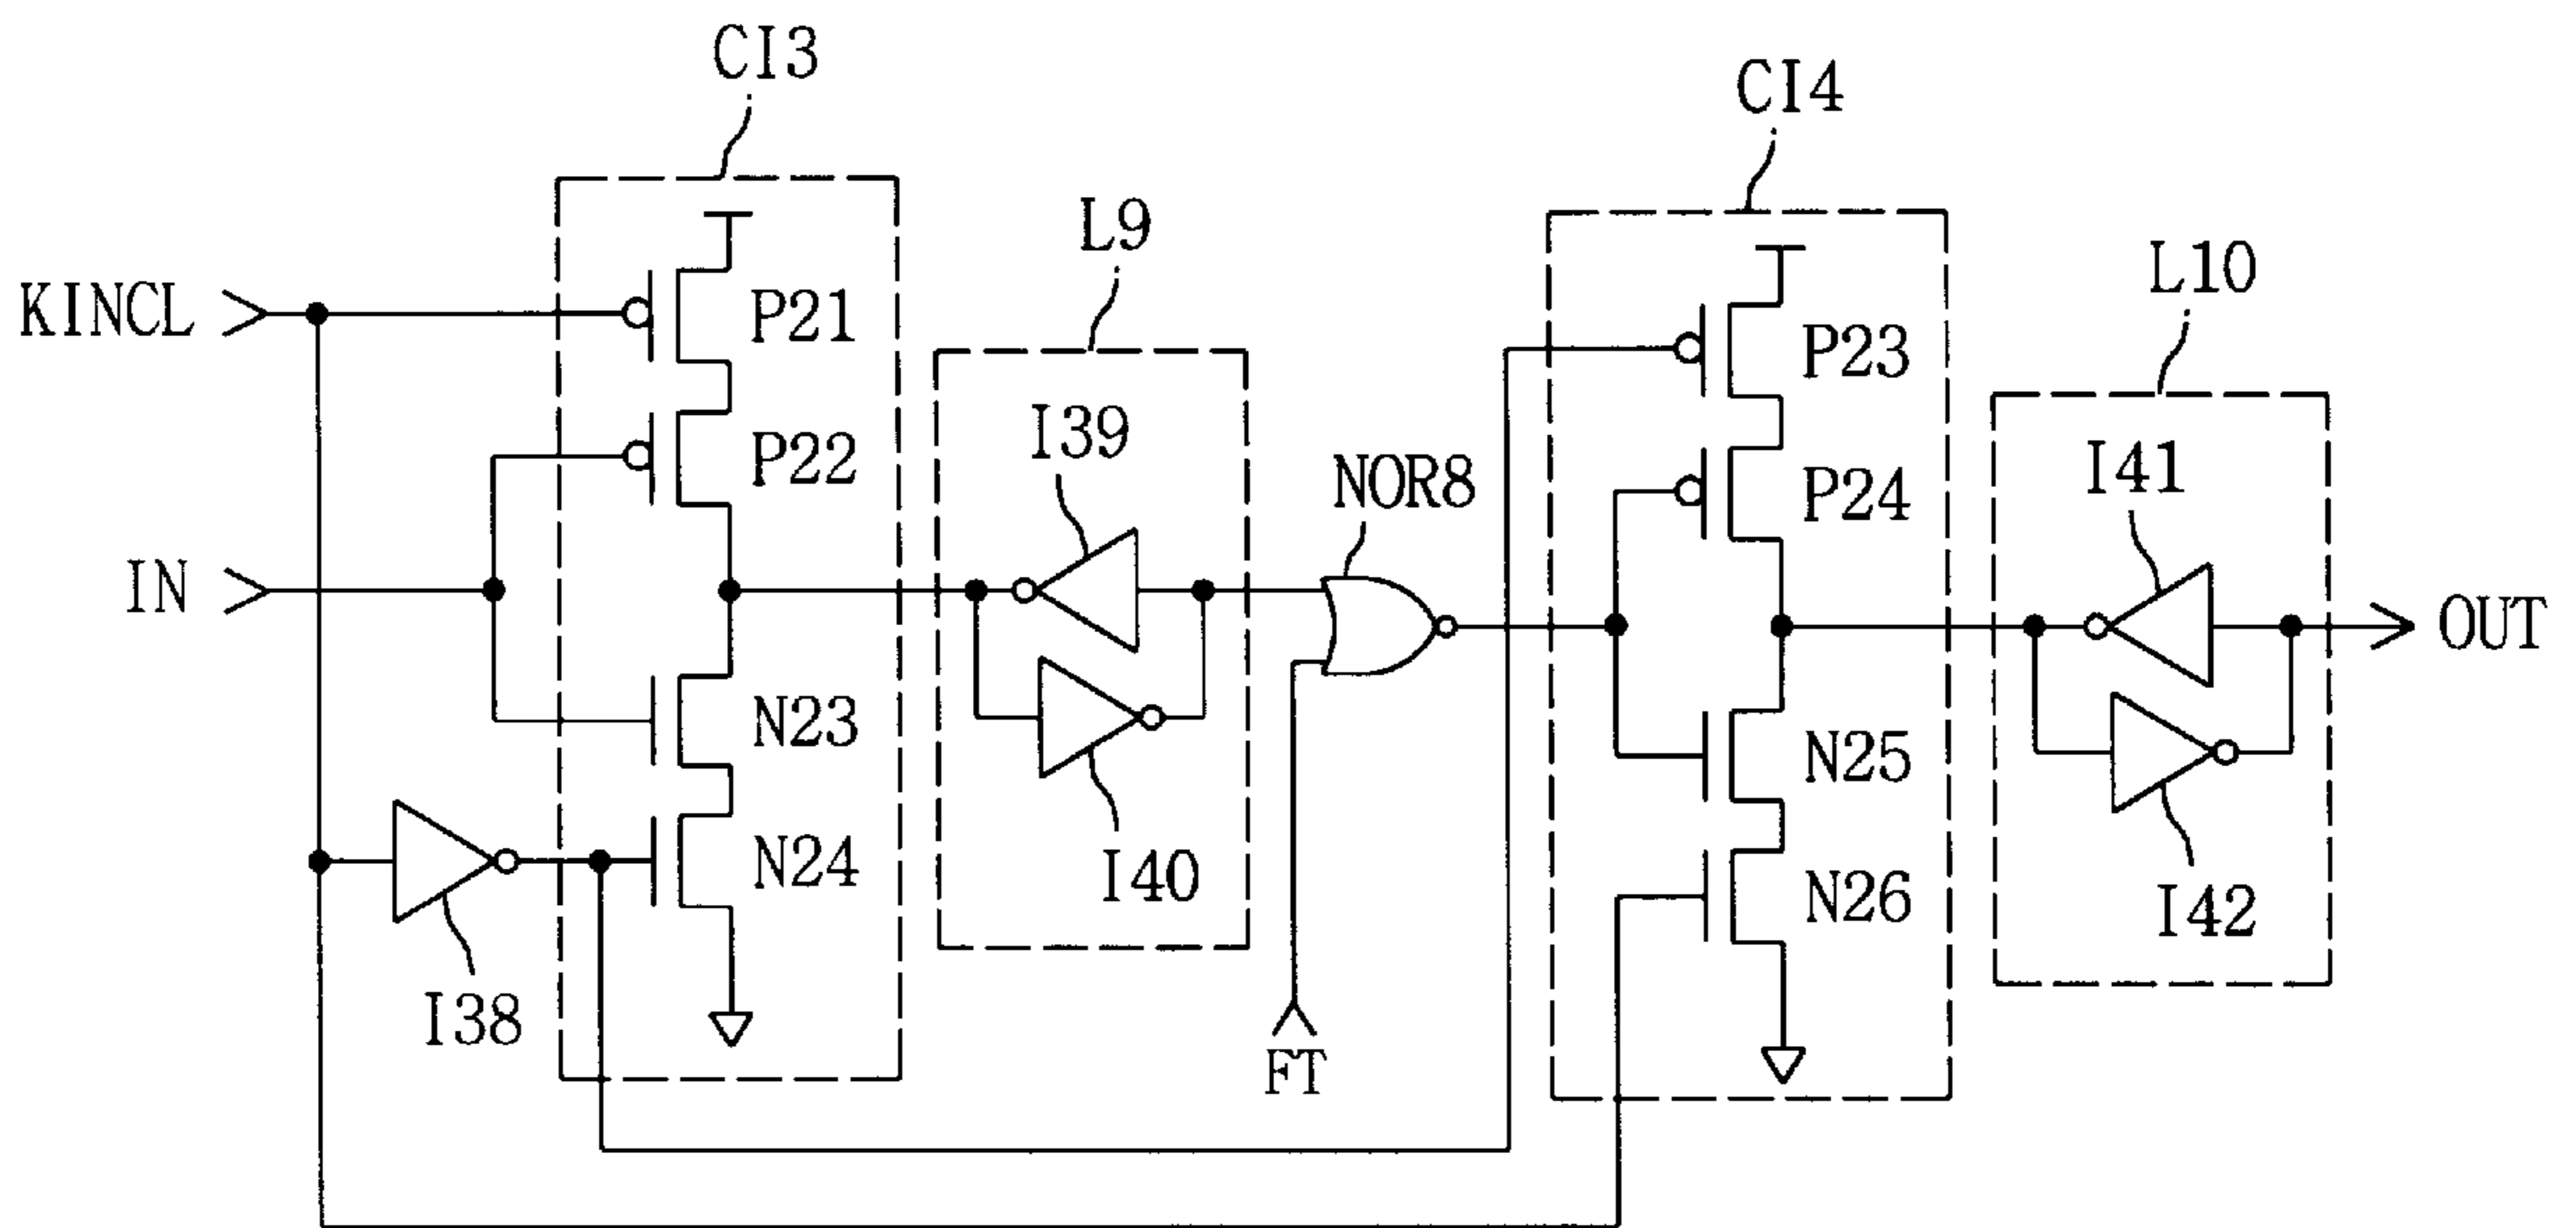 CI3
CI4
L9
L10
KINCL
P21
P23
I39
I41
P22
NOR8
P24
IN
OUT
N23
N25
N24
I40
N26
I42
I38
FT